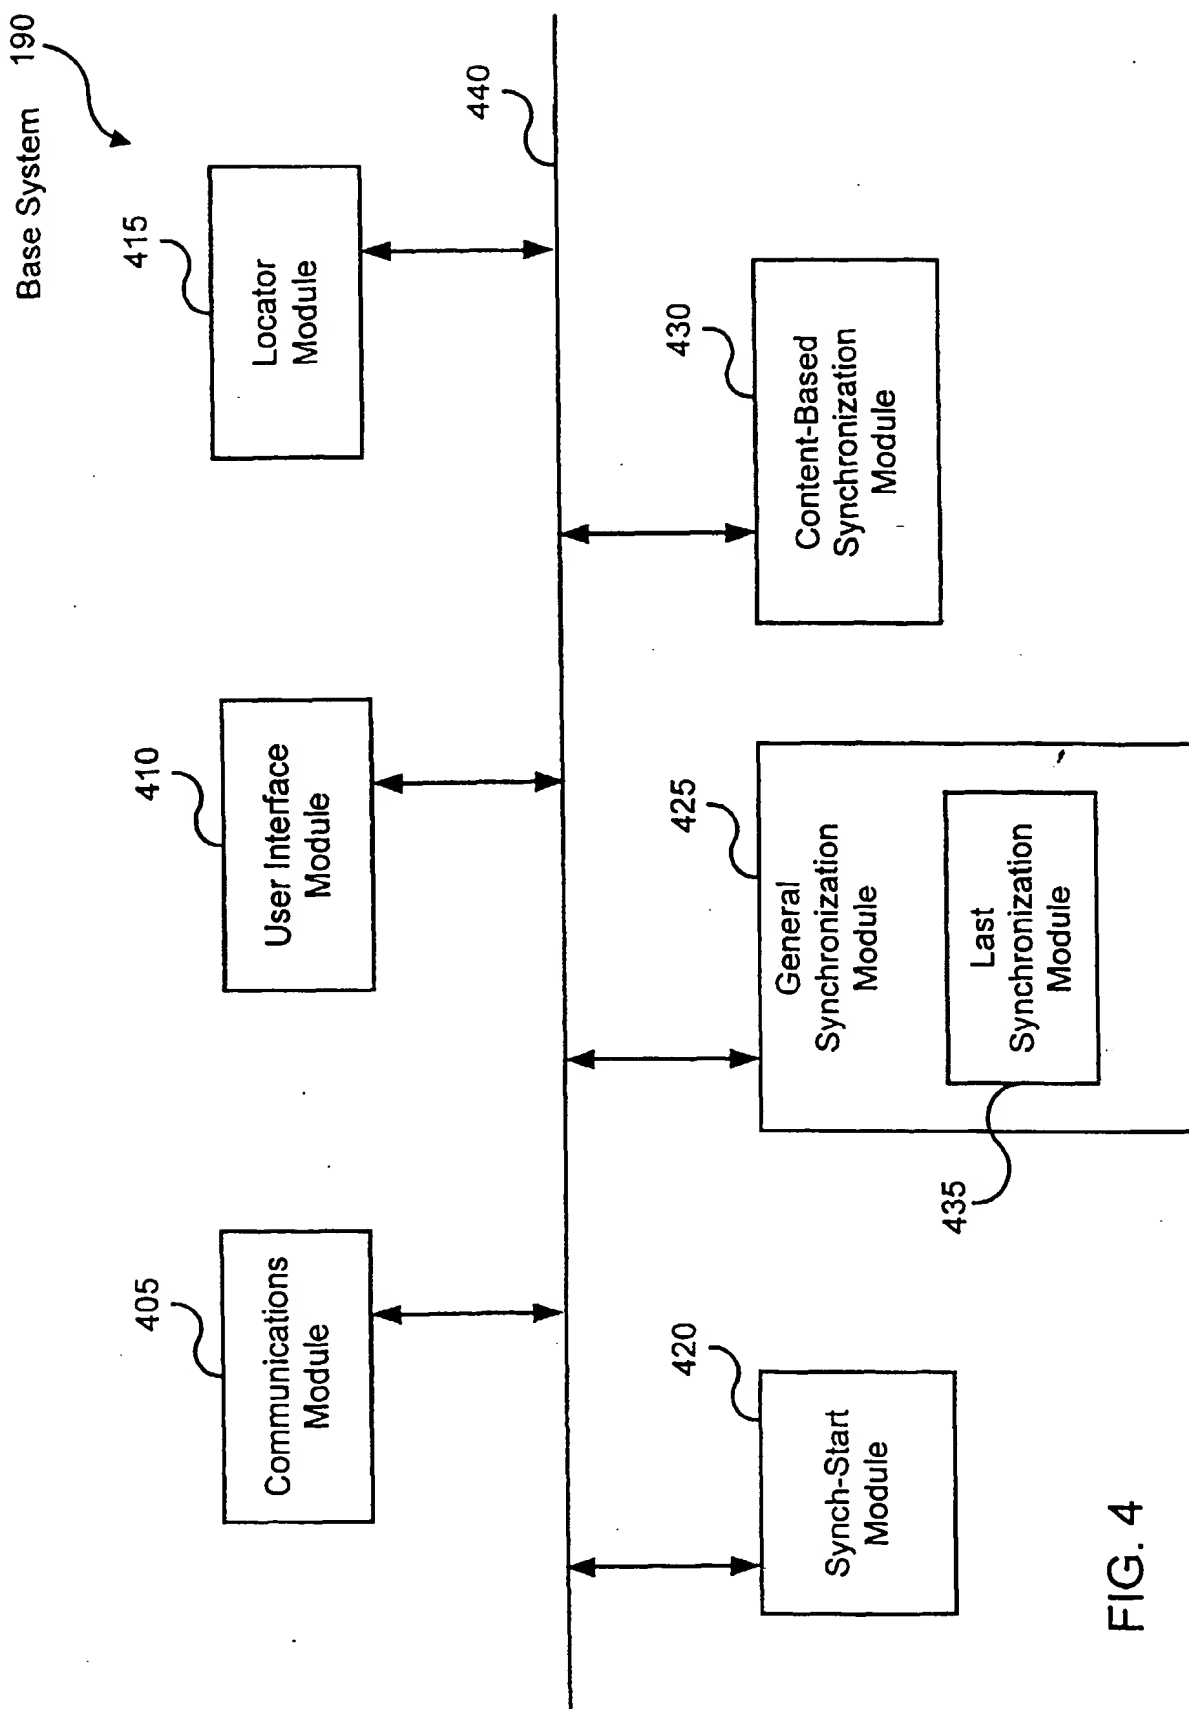 Base System 190
405
Communications
Module
410
User Interface
Module
415
Locator
Module
440
420
Synch-Start
Module
425
General
Synchronization
Module
Last
Synchronization
Module
435
430
Content-Based
Synchronization
Module
FIG. 4